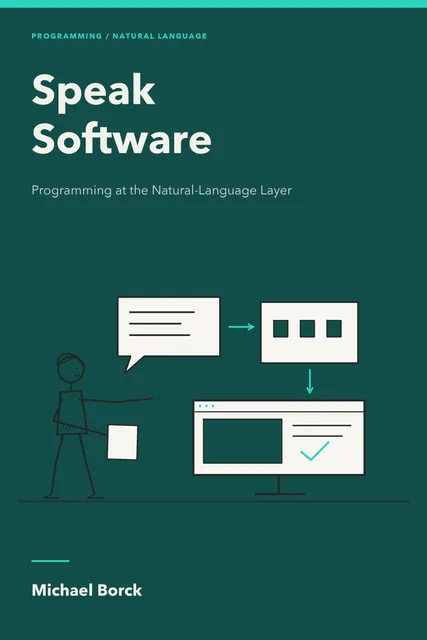 PROGRAMMING / NATURAL LANGUAGE
Speak
Software
Programming at the Natural-Language Layer
Michael Borck